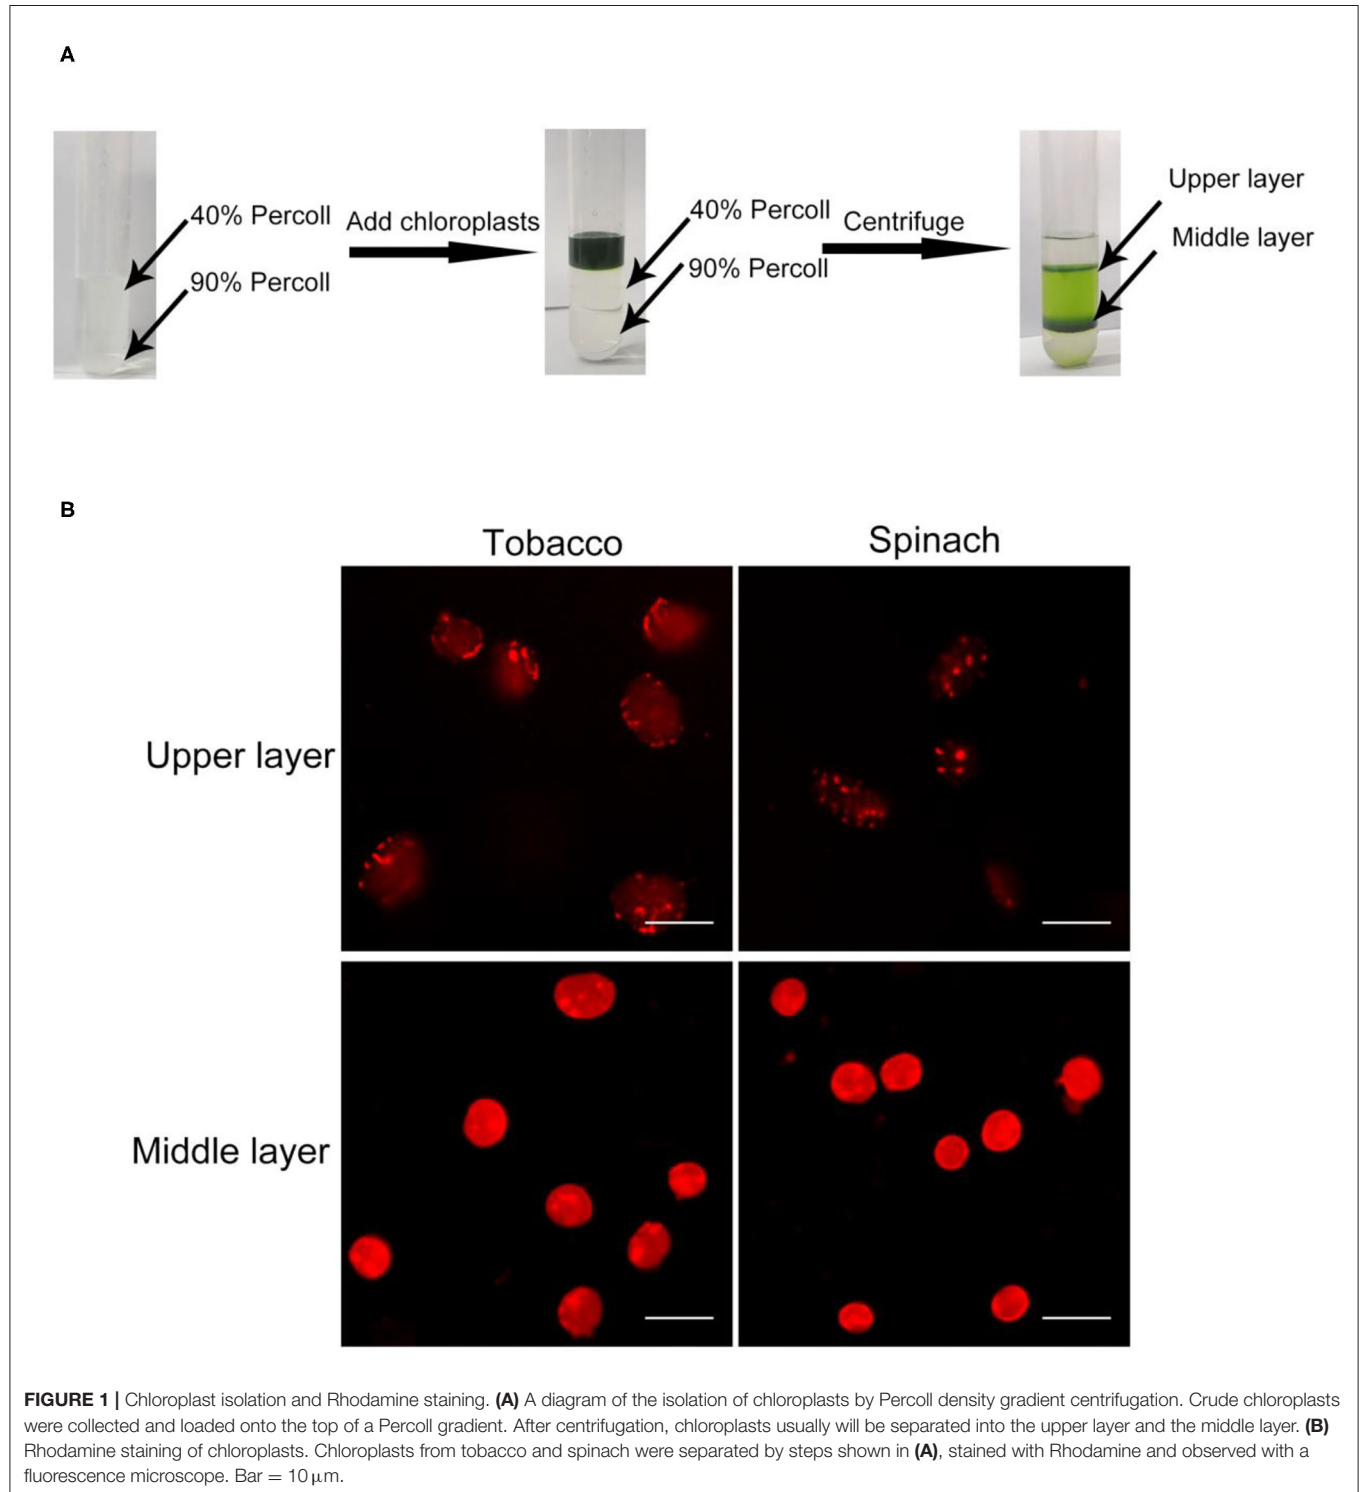 A
40% Percoll
90% Percoll
Add chloroplasts
40% Percoll
90% Percoll
Centrifuge
Upper layer
Middle layer
B
Tobacco
Spinach
Upper layer
Middle layer
FIGURE 1 | Chloroplast isolation and Rhodamine staining. (A) A diagram of the isolation of chloroplasts by Percoll density gradient centrifugation. Crude chloroplasts
were collected and loaded onto the top of a Percoll gradient. After centrifugation, chloroplasts usually will be separated into the upper layer and the middle layer. (B)
Rhodamine staining of chloroplasts. Chloroplasts from tobacco and spinach were separated by steps shown in (A), stained with Rhodamine and observed with a
fluorescence microscope. Bar = 10 μm.